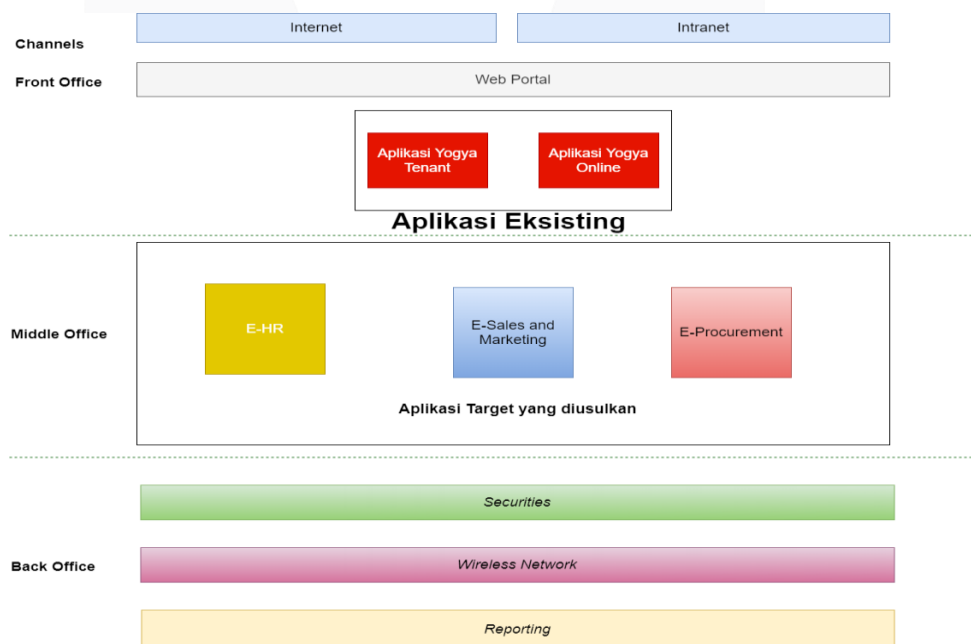 Internet
Intranet
Channels
Front Office
Web Portal
Aplikasi Yogya
Tenant
Aplikasi Yogya
Online
Aplikasi Eksisting
Middle Office
E-HR
E-Sales and
Marketing
E-Procurement
Aplikasi Target yang diusulkan
Securities
Back Office
Wireless Network
Reporting